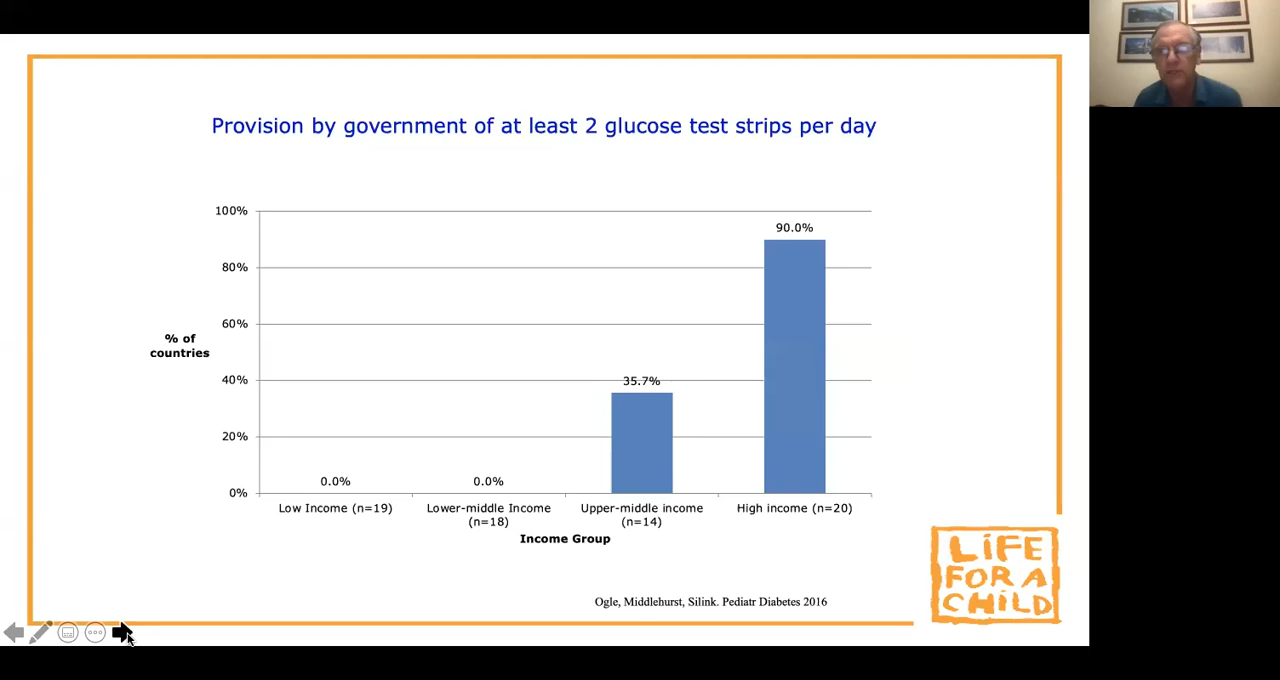 Provision by government of at least 2 glucose test strips per day
100%
80%
60%
40%
20%
0%
% of
countries
0.0%
0.0%
35.7%
90.0%
Low Income (n=19)
Lower-middle Income
(n=18)
Upper-middle income
(n=14)
High income (n=20)
Income Group
Ogle, Middlehurst, Silink. Pediatr Diabetes 2016
LiFE
FOR A
CHiLD